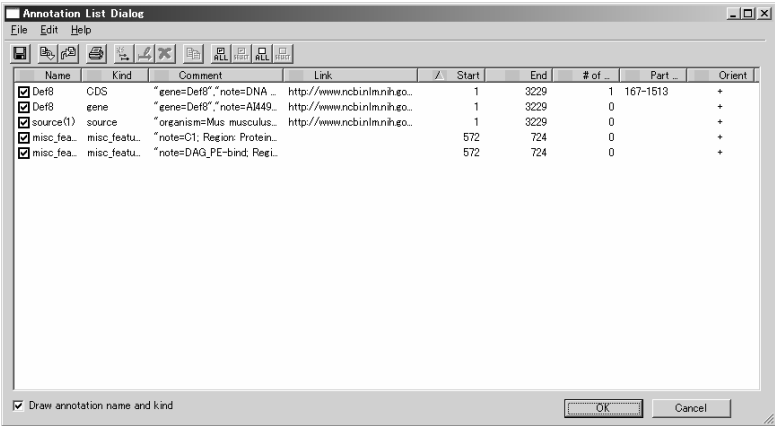 Annotation List Dialog
File Edit Help
ALL SELECT ALL SELECT
Name Kind Comment Link Start End # of ... Part ... Orient
Def8 CDS "gene=Def8","note=DNA ... http://www.ncbi.nlm.nih.go... 1 3229 1 167-1513 +
Def8 gene "gene=Def8","note=AI449... http://www.ncbi.nlm.nih.go... 1 3229 0 +
source(1) source "organism=Mus musculus... http://www.ncbi.nlm.nih.go... 1 3229 0 +
misc_fea... misc_featu... "note=C1; Region: Protein... 572 724 0 +
misc_fea... misc_featu... "note=DAG_PE-bind; Regi... 572 724 0 +
Draw annotation name and kind
OK Cancel